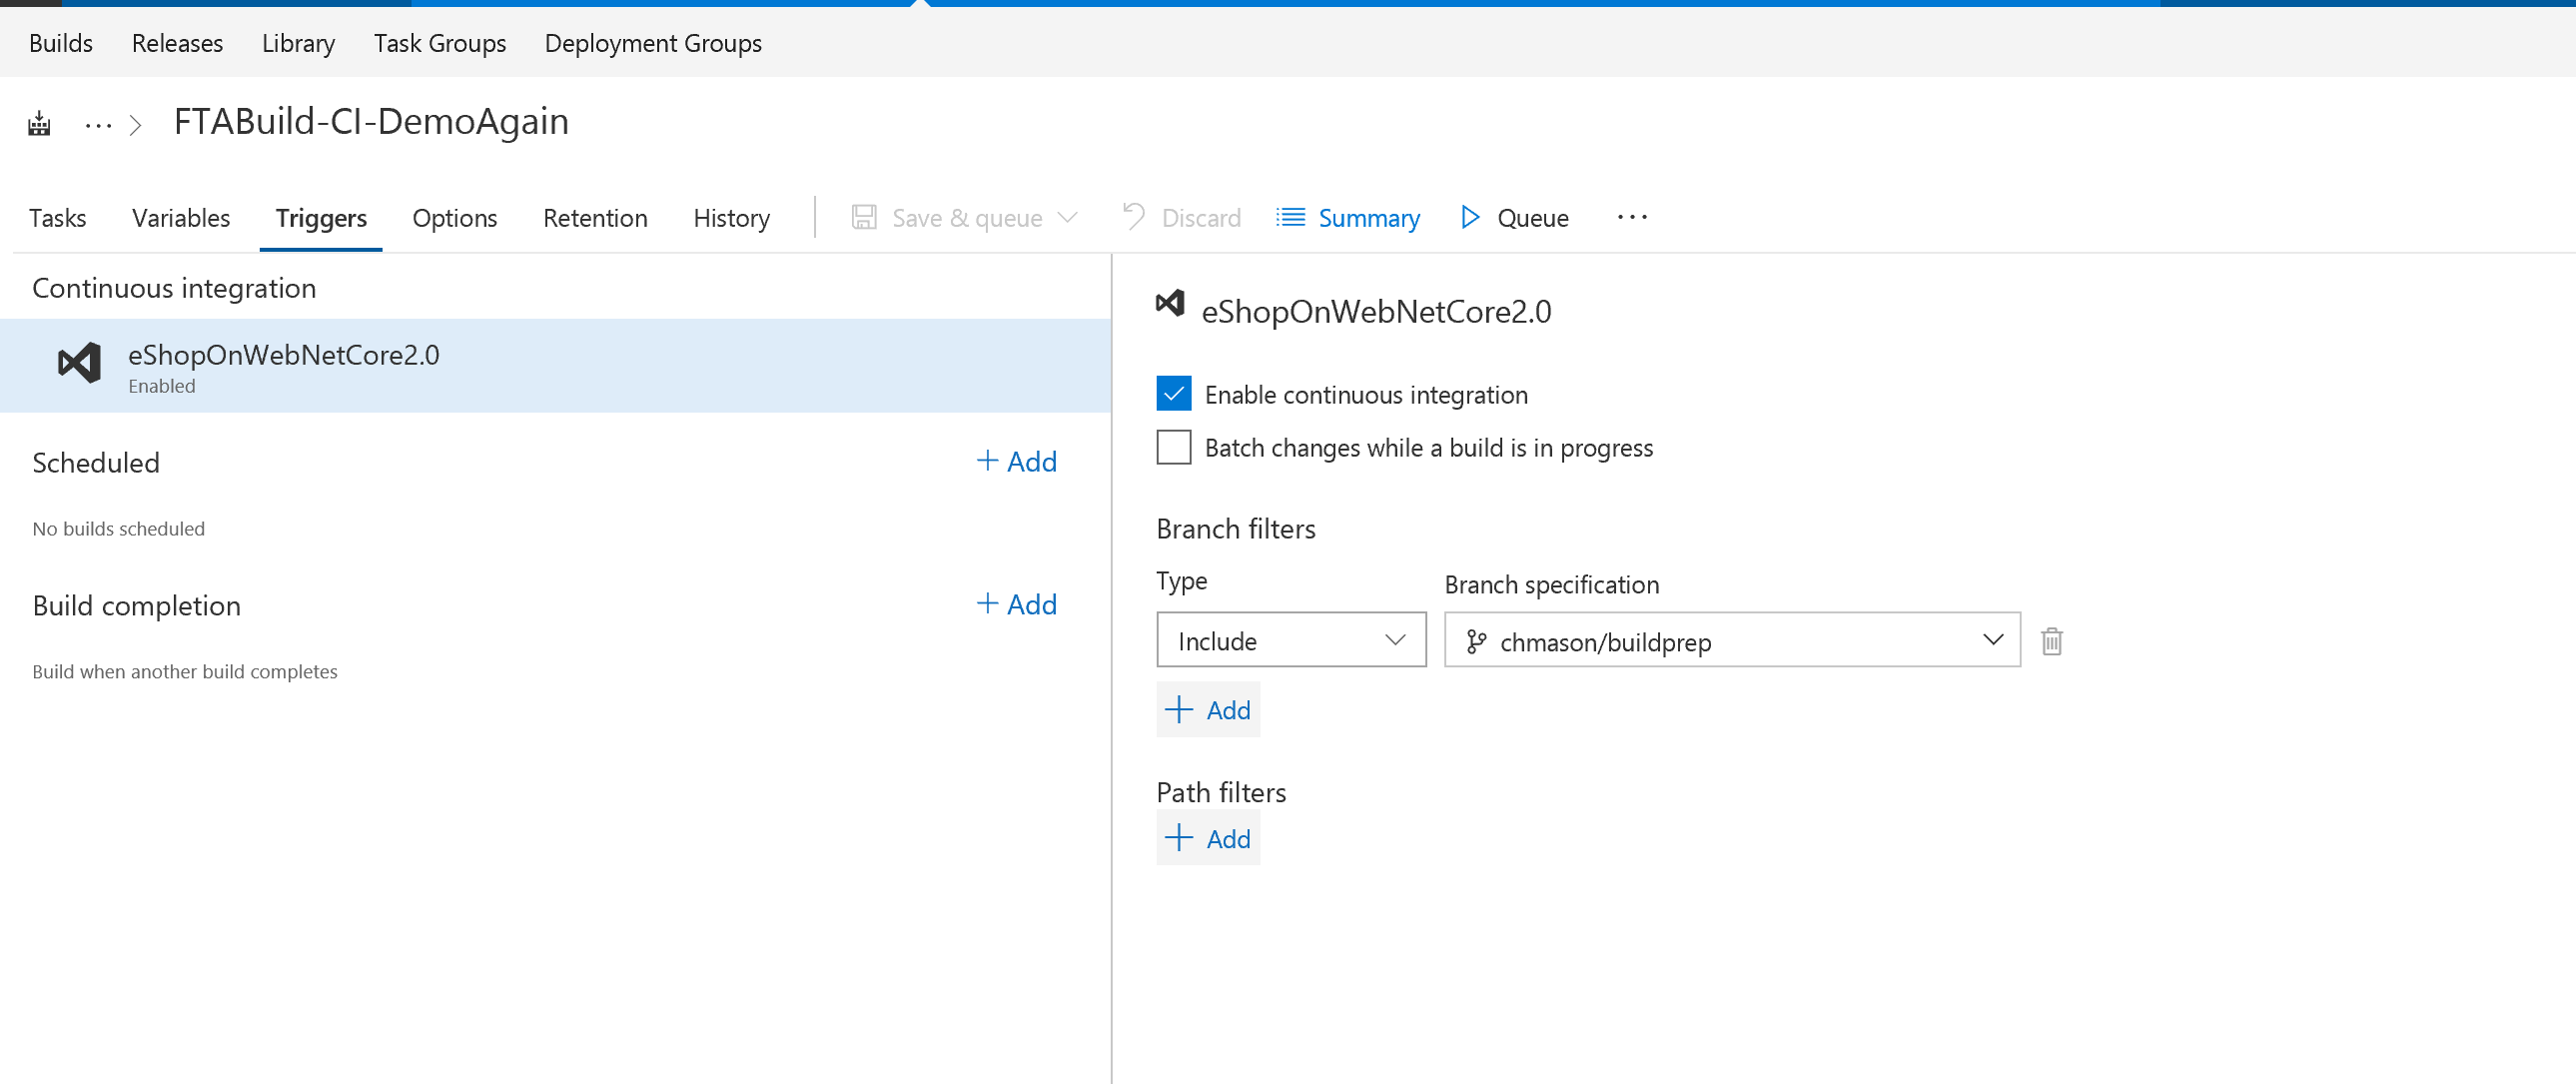 Builds Releases Library Task Groups Deployment Groups
... FTABuild-CI-DemoAgain
Tasks Variables Triggers Options Retention History Save & queue Discard Summary Queue ...
Continuous integration
eShopOnWebNetCore2.0
Enabled
Scheduled + Add
No builds scheduled
Build completion + Add
Build when another build completes
eShopOnWebNetCore2.0
Enable continuous integration
Batch changes while a build is in progress
Branch filters
Type Branch specification
Include chmason/buildprep
+ Add
Path filters
+ Add